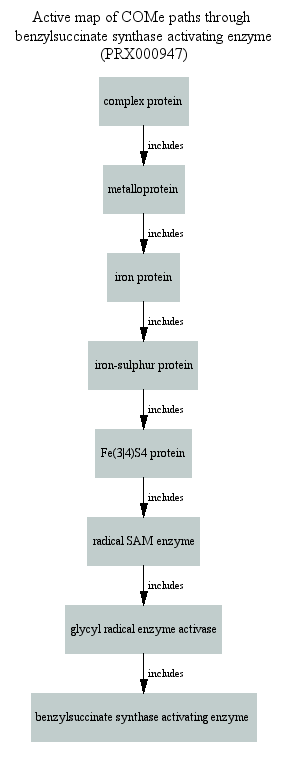 Active map of COMe paths through
benzylsuccinate synthase activating enzyme
(PRX000947)
complex protein
includes
metalloprotein
includes
iron protein
includes
iron-sulphur protein
includes
Fe(3|4)S4 protein
includes
radical SAM enzyme
includes
glycyl radical enzyme activase
includes
benzylsuccinate synthase activating enzyme